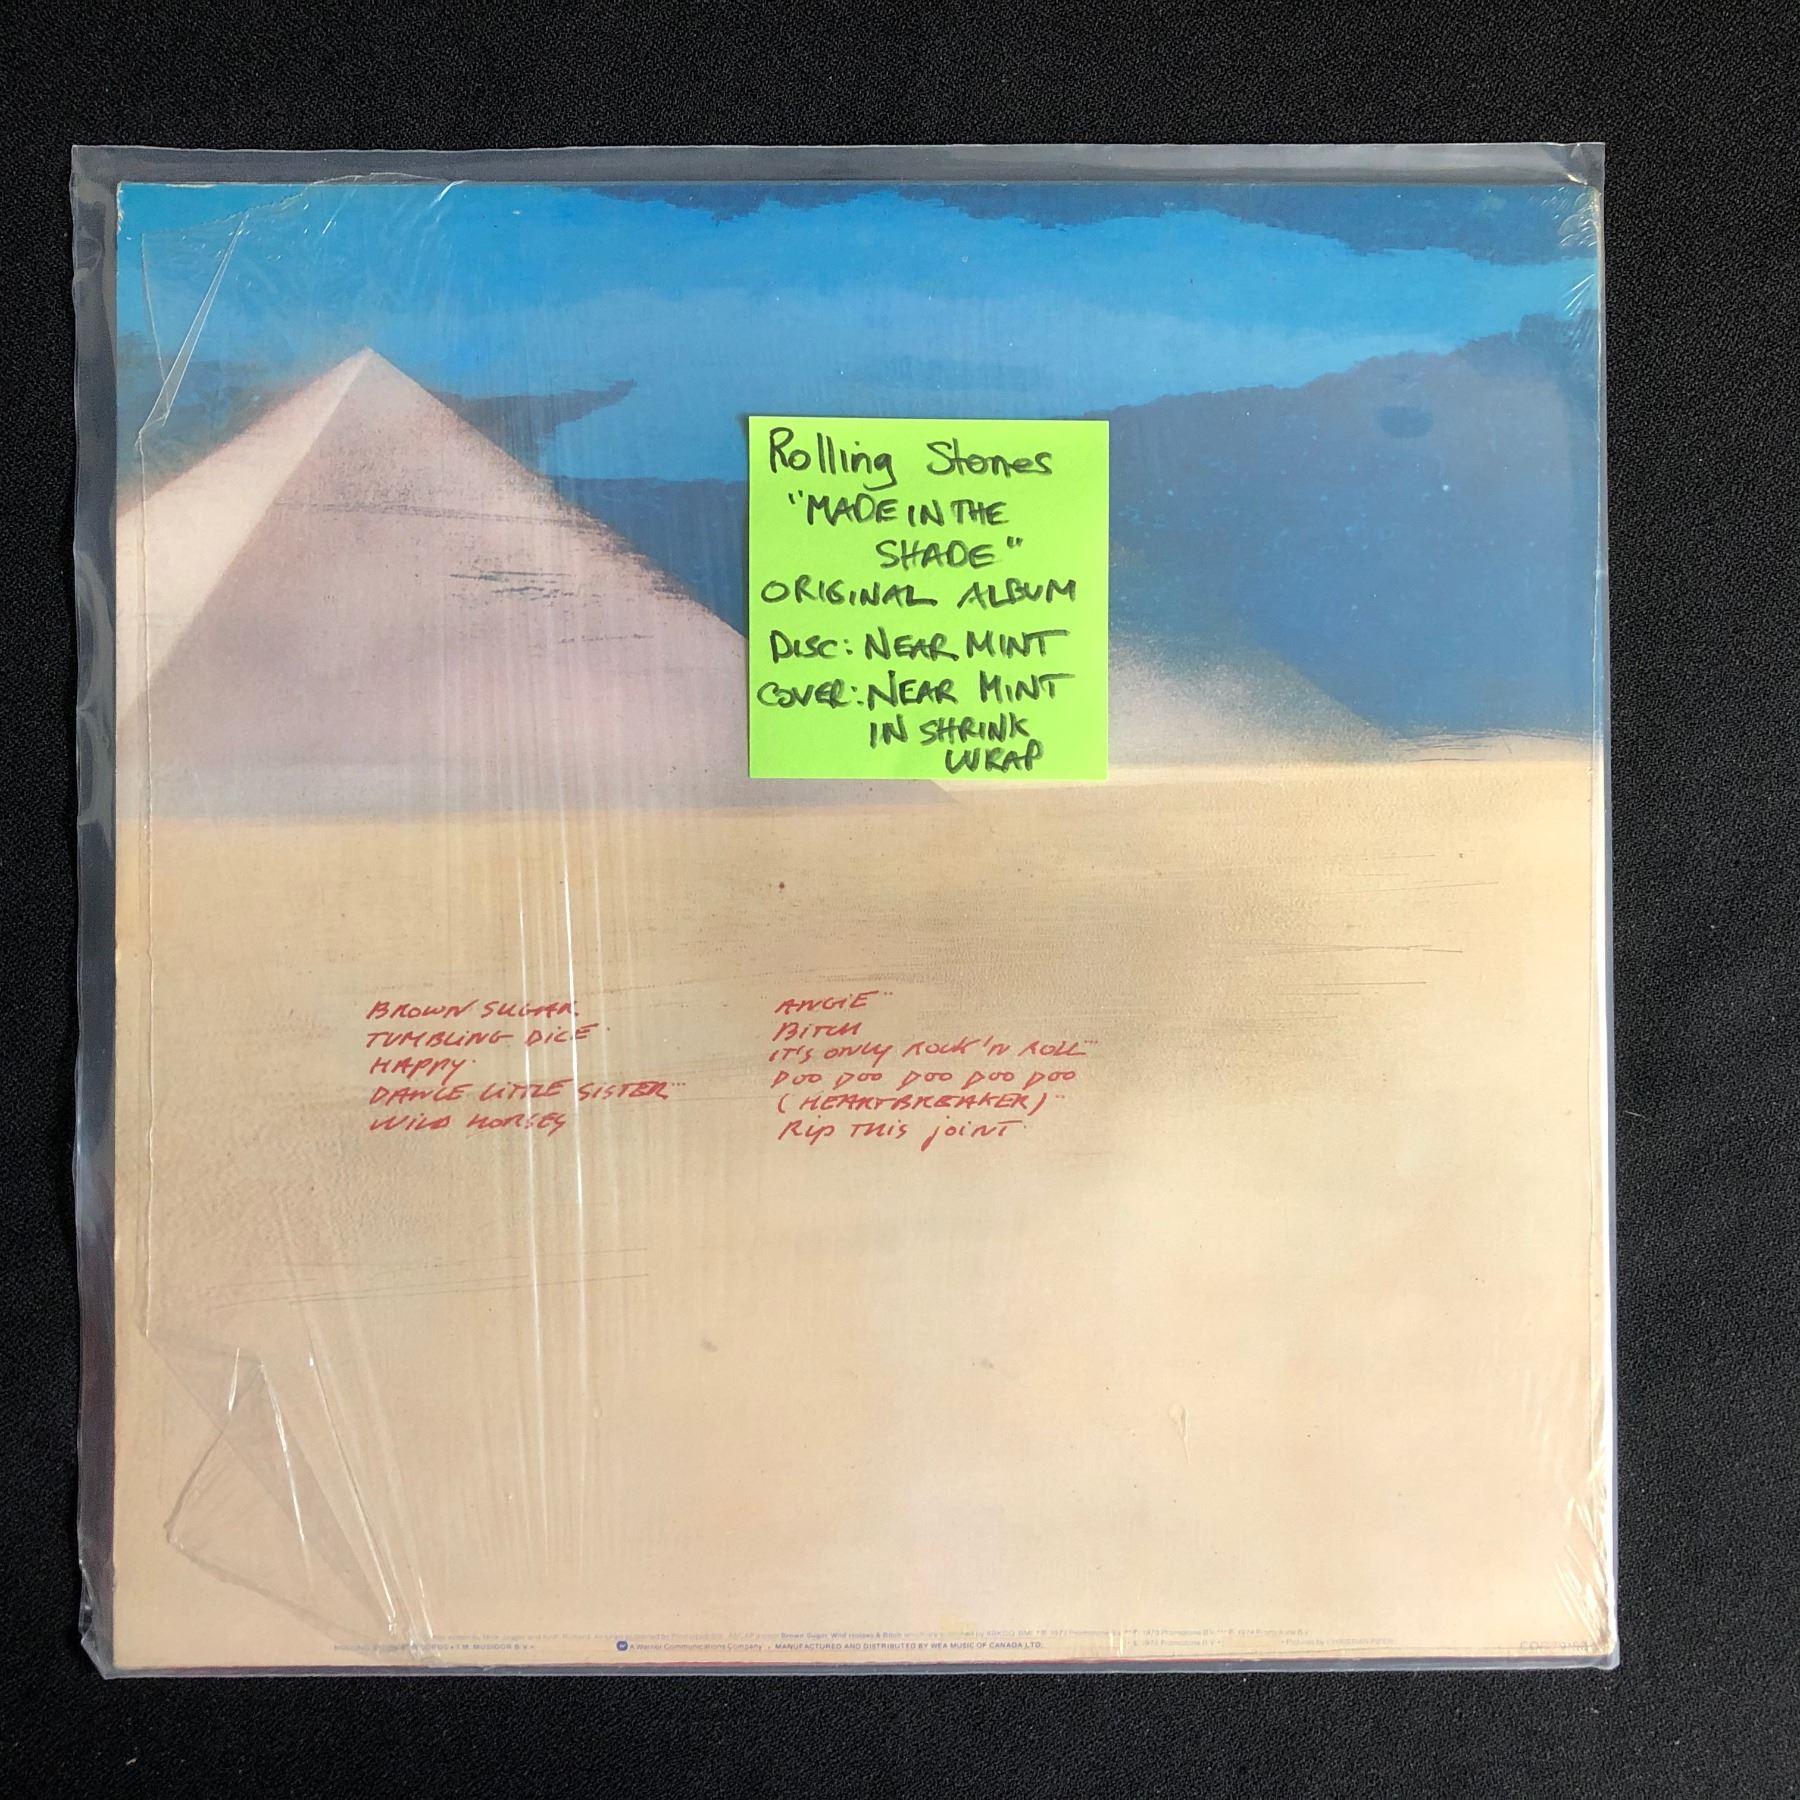 Rolling Stones
"MADE IN THE
SHADE"
ORIGINAL ALBUM
DISC: NEAR MINT
COVER: NEAR MINT
IN SHRINK
WRAP
BROWN SUGAR
TUMBLING DICE
HAPPY
DANCE LITTLE SISTER
WILD HORSES
ANGIE
BITCH
IT'S ONLY ROCK 'N ROLL
DOO DOO DOO DOO DOO
(HEARTBREAKER)
RIP THIS JOINT
A Warner Communications Company. MANUFACTURED AND DISTRIBUTED BY WEA MUSIC OF CANADA LTD.